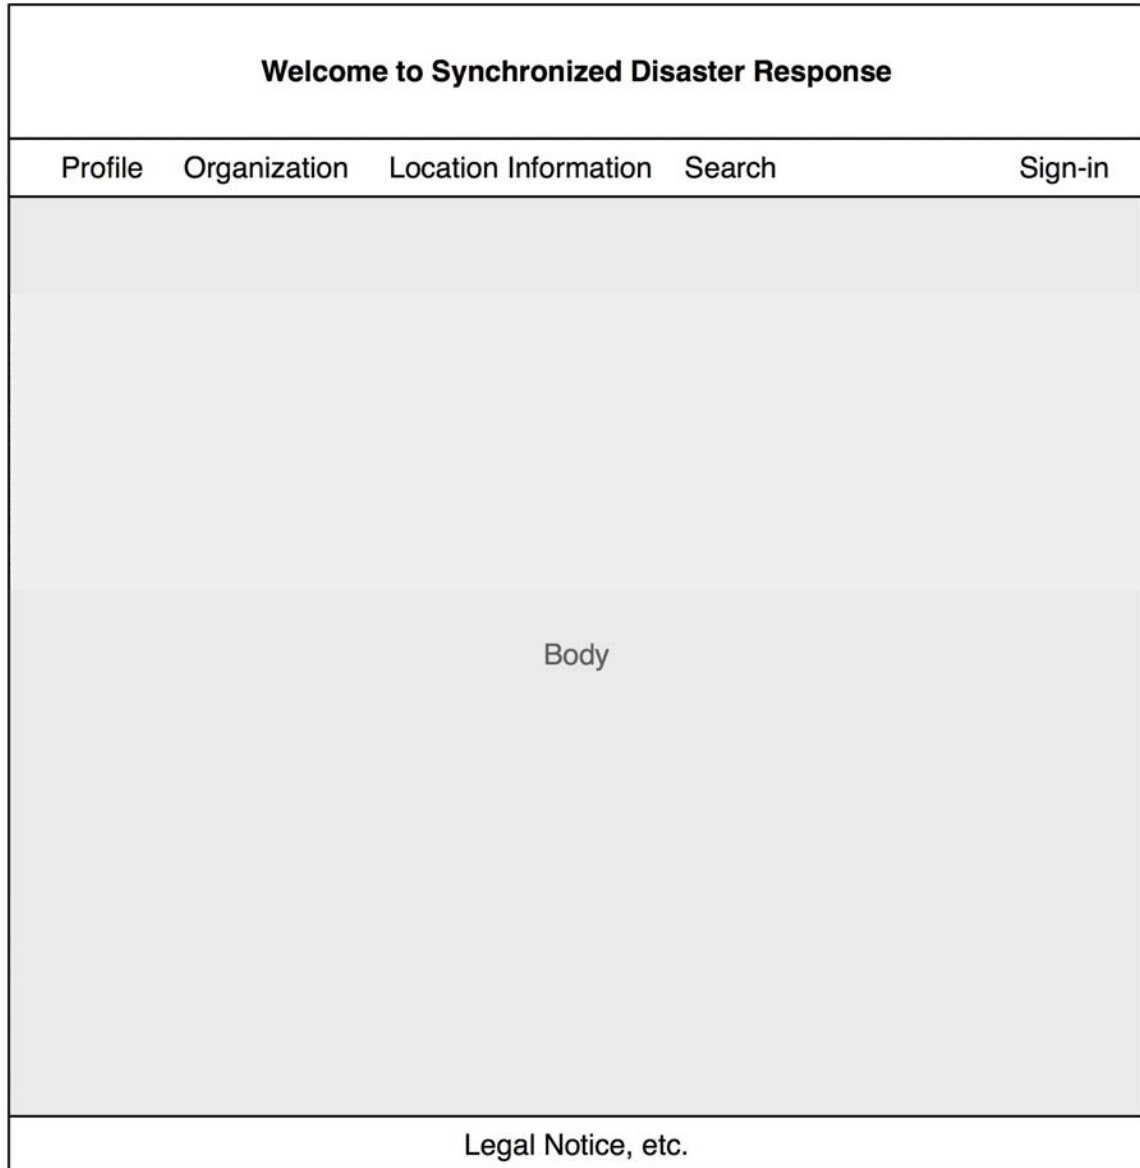 Welcome to Synchronized Disaster Response
Profile Organization Location Information Search Sign-in
Body
Legal Notice, etc.